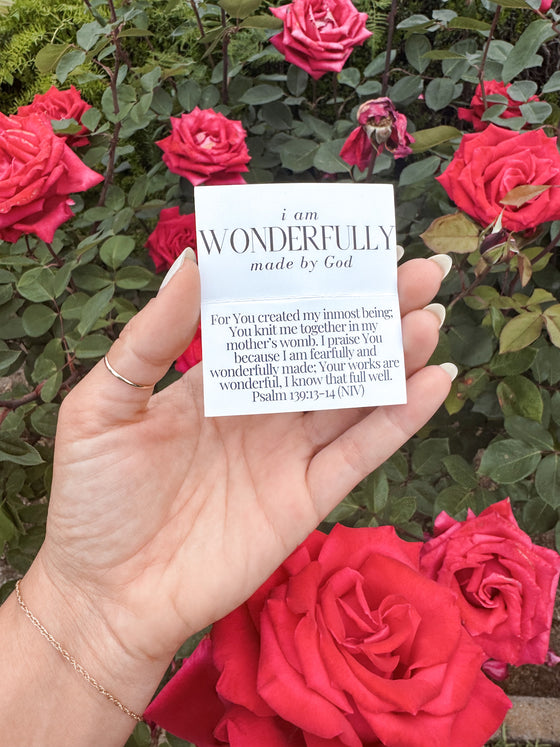 i am
WONDERFULLY
made by God
For You created my inmost being;
You knit me together in my
mother's womb. I praise You
because I am fearfully and
wonderfully made; Your works are
wonderful, I know that full well.
Psalm 139:13-14 (NIV)